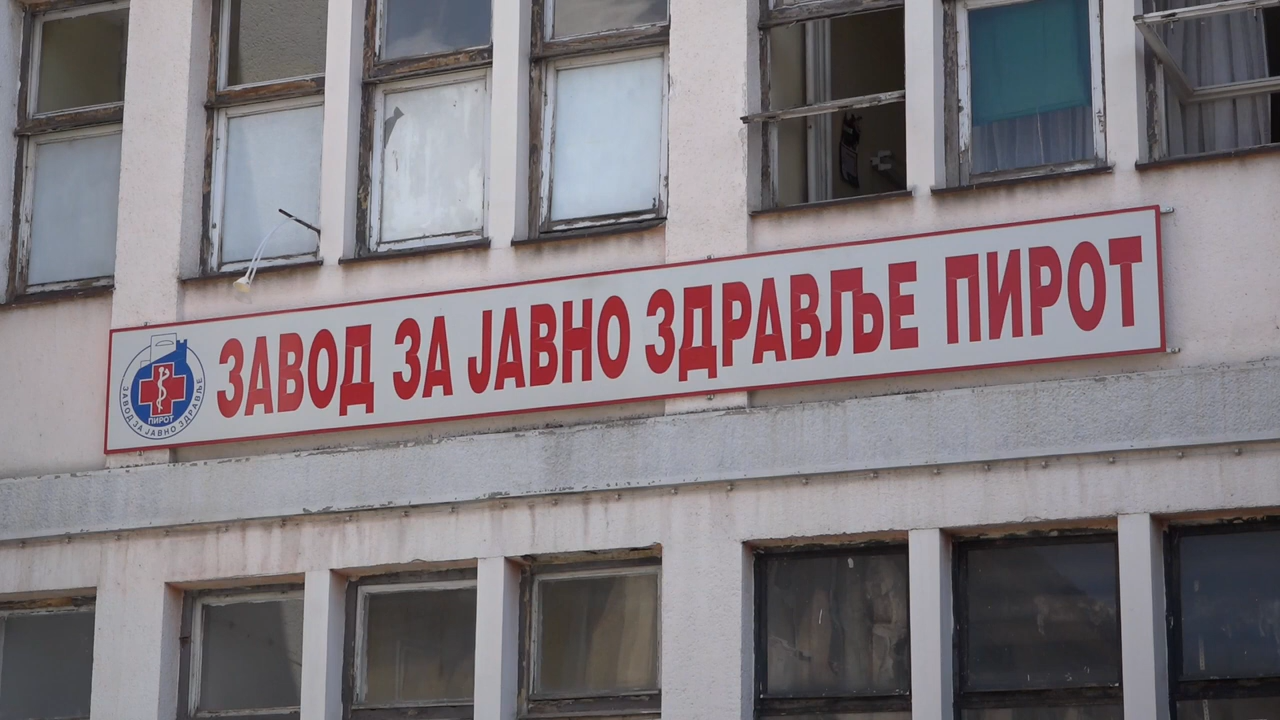 ЗАВОД ЗА ЈАВНО ЗДРАВЉЕ ПИРОТ
ПИРОТ
ЗАВОД ЗА ЈАВНО ЗДРАВЉЕ